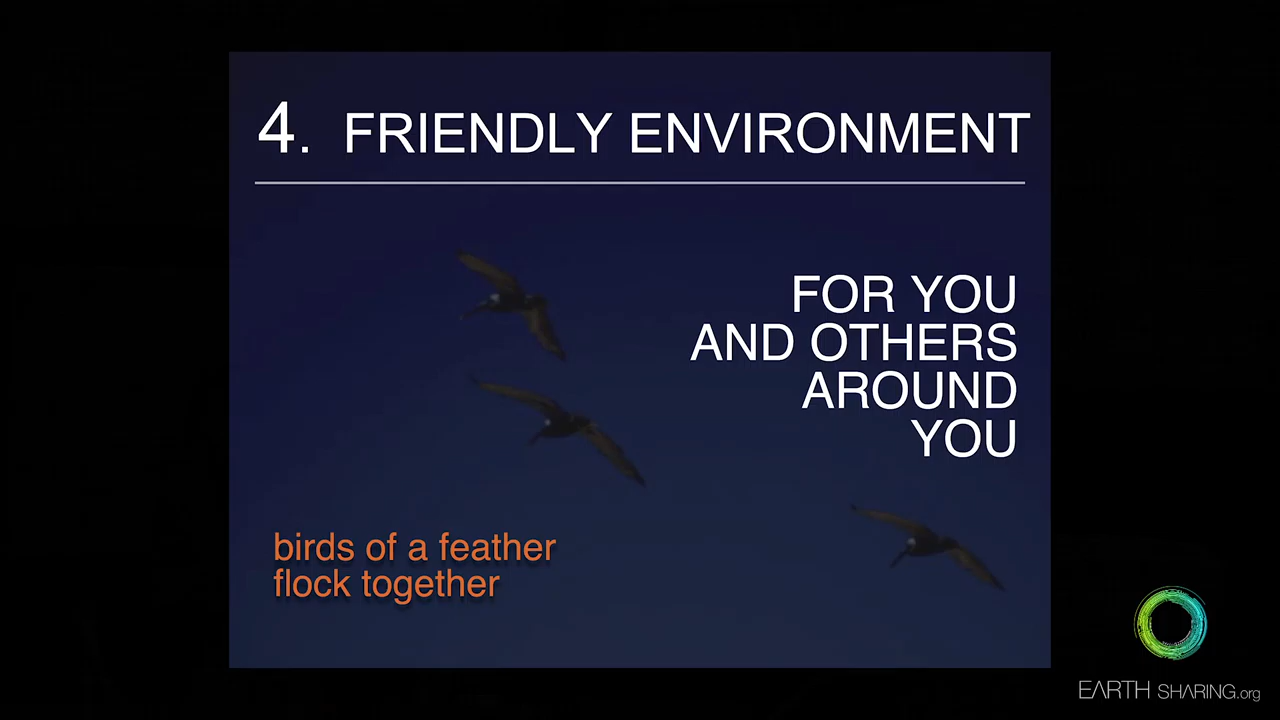 4. FRIENDLY ENVIRONMENT
FOR YOU
AND OTHERS
AROUND
YOU
birds of a feather
flock together
EARTH SHARING.org